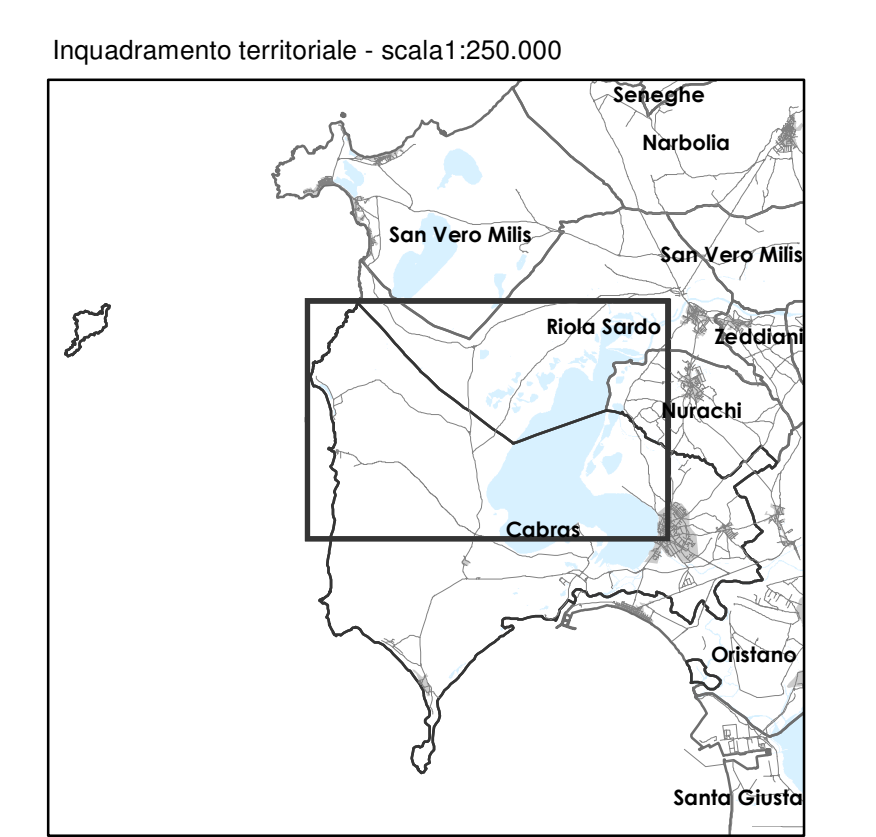 Inquadramento territoriale - scala1:250.000
Seneghe
Narbolia
San Vero Milis
San Vero Milis
Riola Sardo
Zeddiani
Nurachi
Cabras
Oristano
Santa Giusta